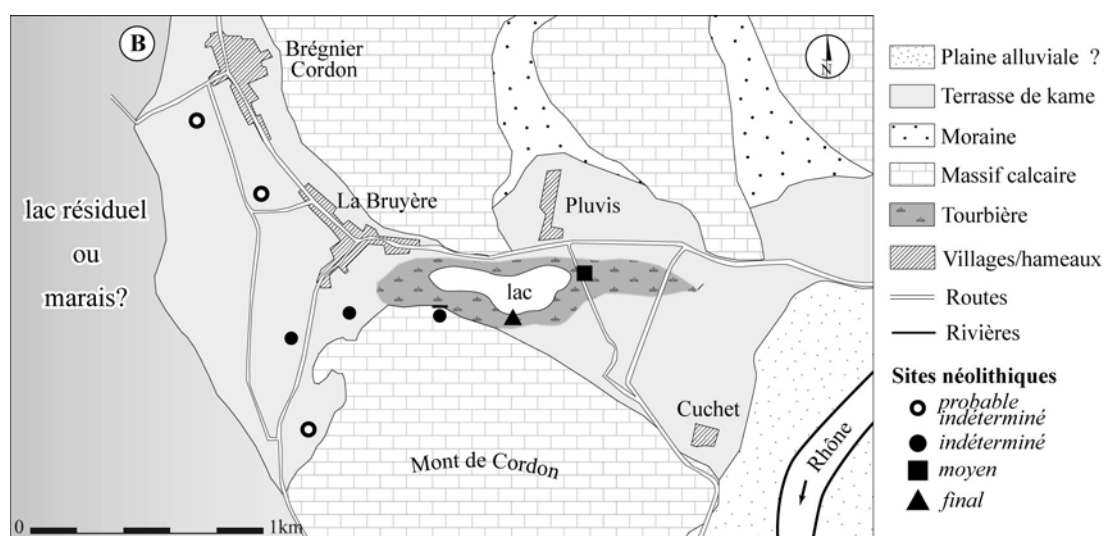 B
Brégnier
Cordon
N
La Bruyère
Pluvis
lac résiduel
ou
marais?
lac
Cuchet
Mont de Cordon
Rhône
0
1km
Plaine alluviale ?
Terrasse de kame
Moraine
Massif calcaire
Tourbière
Villages/hameaux
Routes
Rivières
Sites néolithiques
probable
indéterminé
indéterminé
moyen
final